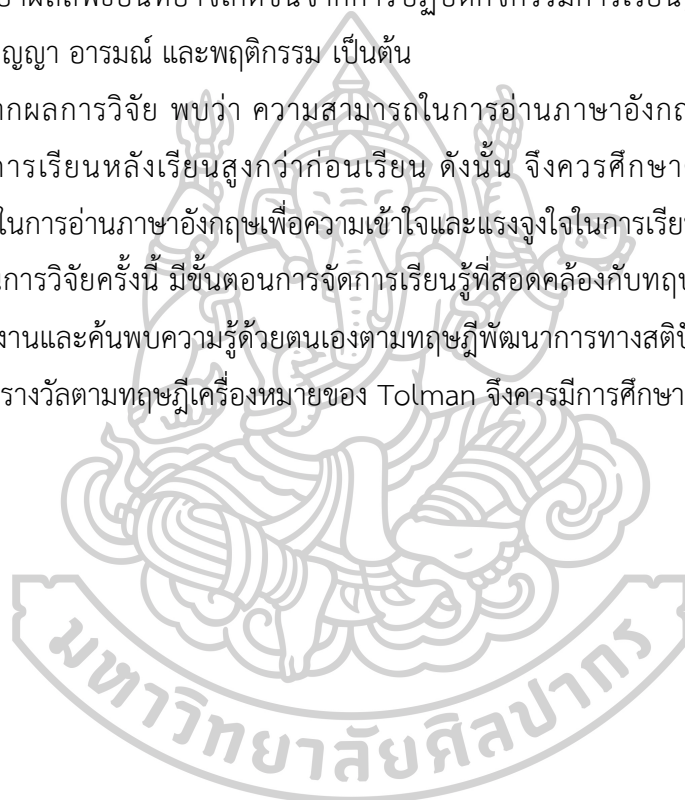 ญญา อารมณ์ และพฤติกรรม เป็นต้น
ากผลการวิจัย พบว่า ความสามารถในการอ่านภาษาอังกฤ
การเรียนหลังเรียนสูงกว่าก่อนเรียน ดังนั้น จึงควรศึกษา
ในการอ่านภาษาอังกฤษเพื่อความเข้าใจและแรงจูงใจในการเรีย
นการวิจัยครั้งนี้ มีขั้นตอนการจัดการเรียนรู้ที่สอดคล้องกับทฤษ
งานและค้นพบความรู้ด้วยตนเองตามทฤษฎีพัฒนาการทางสติปั
รางวัลตามทฤษฎีเครื่องหมายของ Tolman จึงควรมีการศึกษา
มหาวิทยาลัยศิลปากร